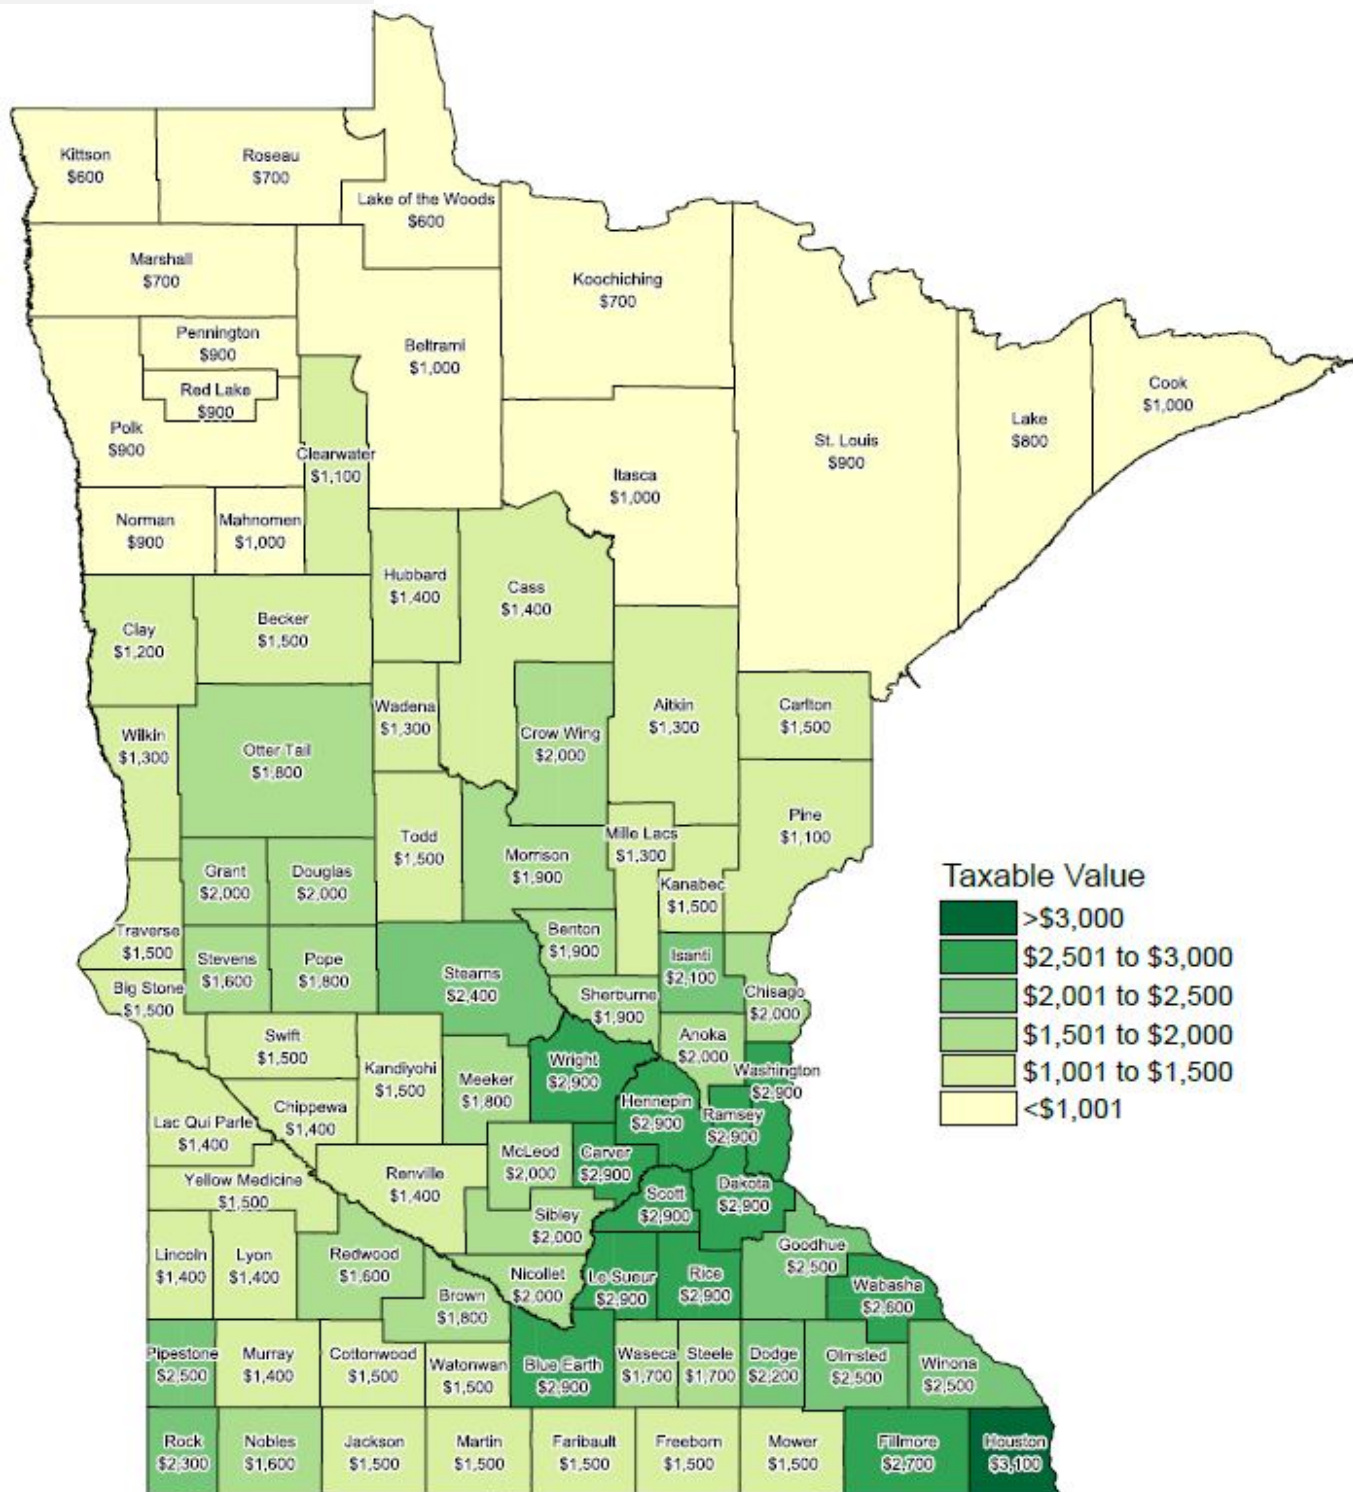 Kittson
$600
Roseau
$700
Lake of the Woods
$600
Marshall
$700
Koochiching
$700
Pennington
$900
Beltrami
$1,000
Red Lake
$900
Polk
$900
Clearwater
$1,100
St. Louis
$900
Lake
$800
Cook
$1,000
Itasca
$1,000
Norman
$900
Mahnomen
$1,000
Hubbard
$1,400
Cass
$1,400
Clay
$1,200
Becker
$1,500
Wadena
$1,300
Crow Wing
$2,000
Aitkin
$1,300
Carlton
$1,500
Wilkin
$1,300
Otter Tail
$1,800
Todd
$1,500
Morrison
$1,900
Mille Lacs
$1,300
Pine
$1,100
Grant
$2,000
Douglas
$2,000
Kanabec
$1,500
Traverse
$1,500
Stevens
$1,600
Pope
$1,800
Stearns
$2,400
Benton
$1,900
Isanti
$2,100
Big Stone
$1,500
Sherburne
$1,900
Chisago
$2,000
Swift
$1,500
Kandiyohi
$1,500
Meeker
$1,800
Wright
$2,900
Anoka
$2,000
Washington
$2,900
Lac Qui Parle
$1,400
Chippewa
$1,400
Hennepin
$2,900
Ramsey
$2,900
Yellow Medicine
$1,500
Renville
$1,400
McLeod
$2,000
Carver
$2,900
Scott
$2,900
Dakota
$2,900
Sibley
$2,000
Lincoln
$1,400
Lyon
$1,400
Redwood
$1,600
Brown
$1,800
Nicollet
$2,000
Le Sueur
$2,900
Rice
$2,900
Goodhue
$2,500
Wabasha
$2,600
Pipestone
$2,500
Murray
$1,400
Cottonwood
$1,500
Watonwan
$1,500
Blue Earth
$2,900
Waseca
$1,700
Steele
$1,700
Dodge
$2,200
Olmsted
$2,500
Winona
$2,500
Rock
$2,300
Nobles
$1,600
Jackson
$1,500
Martin
$1,500
Faribault
$1,500
Freeborn
$1,500
Mower
$1,500
Fillmore
$2,700
Houston
$3,100
Taxable Value
>$3,000
$2,501 to $3,000
$2,001 to $2,500
$1,501 to $2,000
$1,001 to $1,500
<$1,001